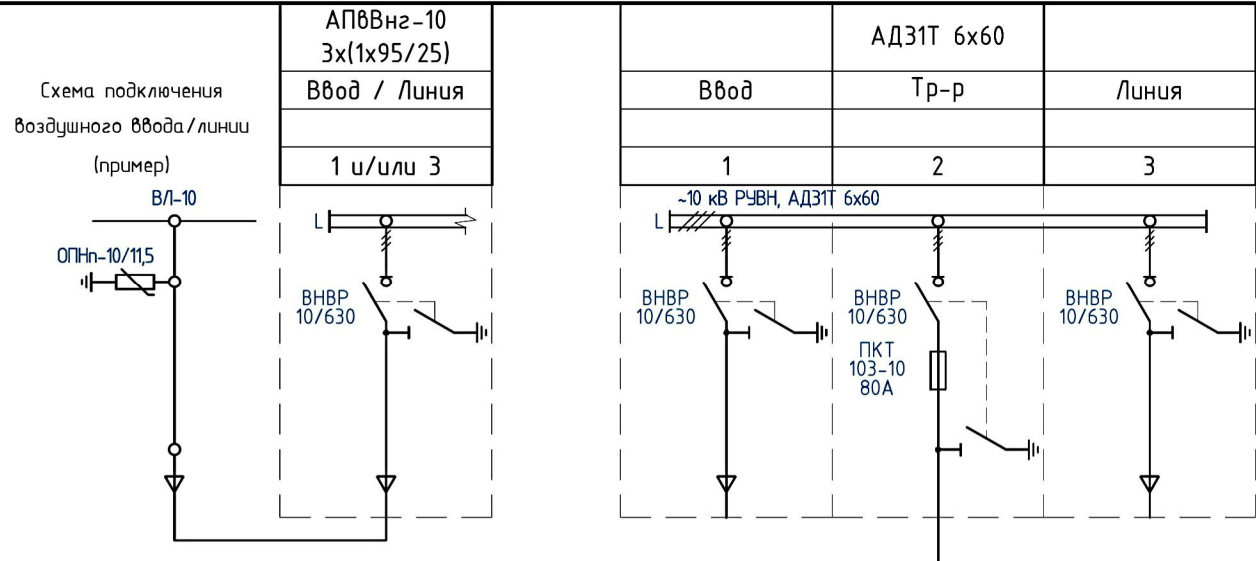 Схема подключения
воздушного ввода/линии
(пример)
АПвВнг-10
3х(1х95/25)
Ввод / Линия
1 и/или 3
АД31Т 6х60
Ввод
Тр-р
Линия
1
2
3
ВЛ-10
ОПНп-10/11,5
L
ВНВР
10/630
~10 кВ РУВН, АД31Т 6х60
L
ВНВР
10/630
ВНВР
10/630
ПКТ
103-10
80А
ВНВР
10/630